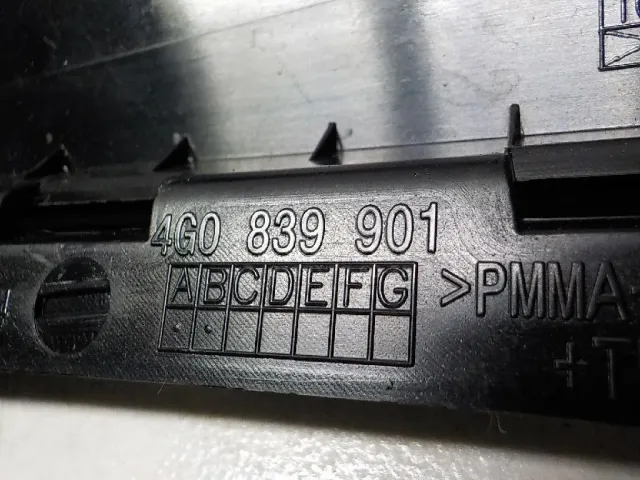 4G0 839 901
ABCDEFG
>PMMA
+T